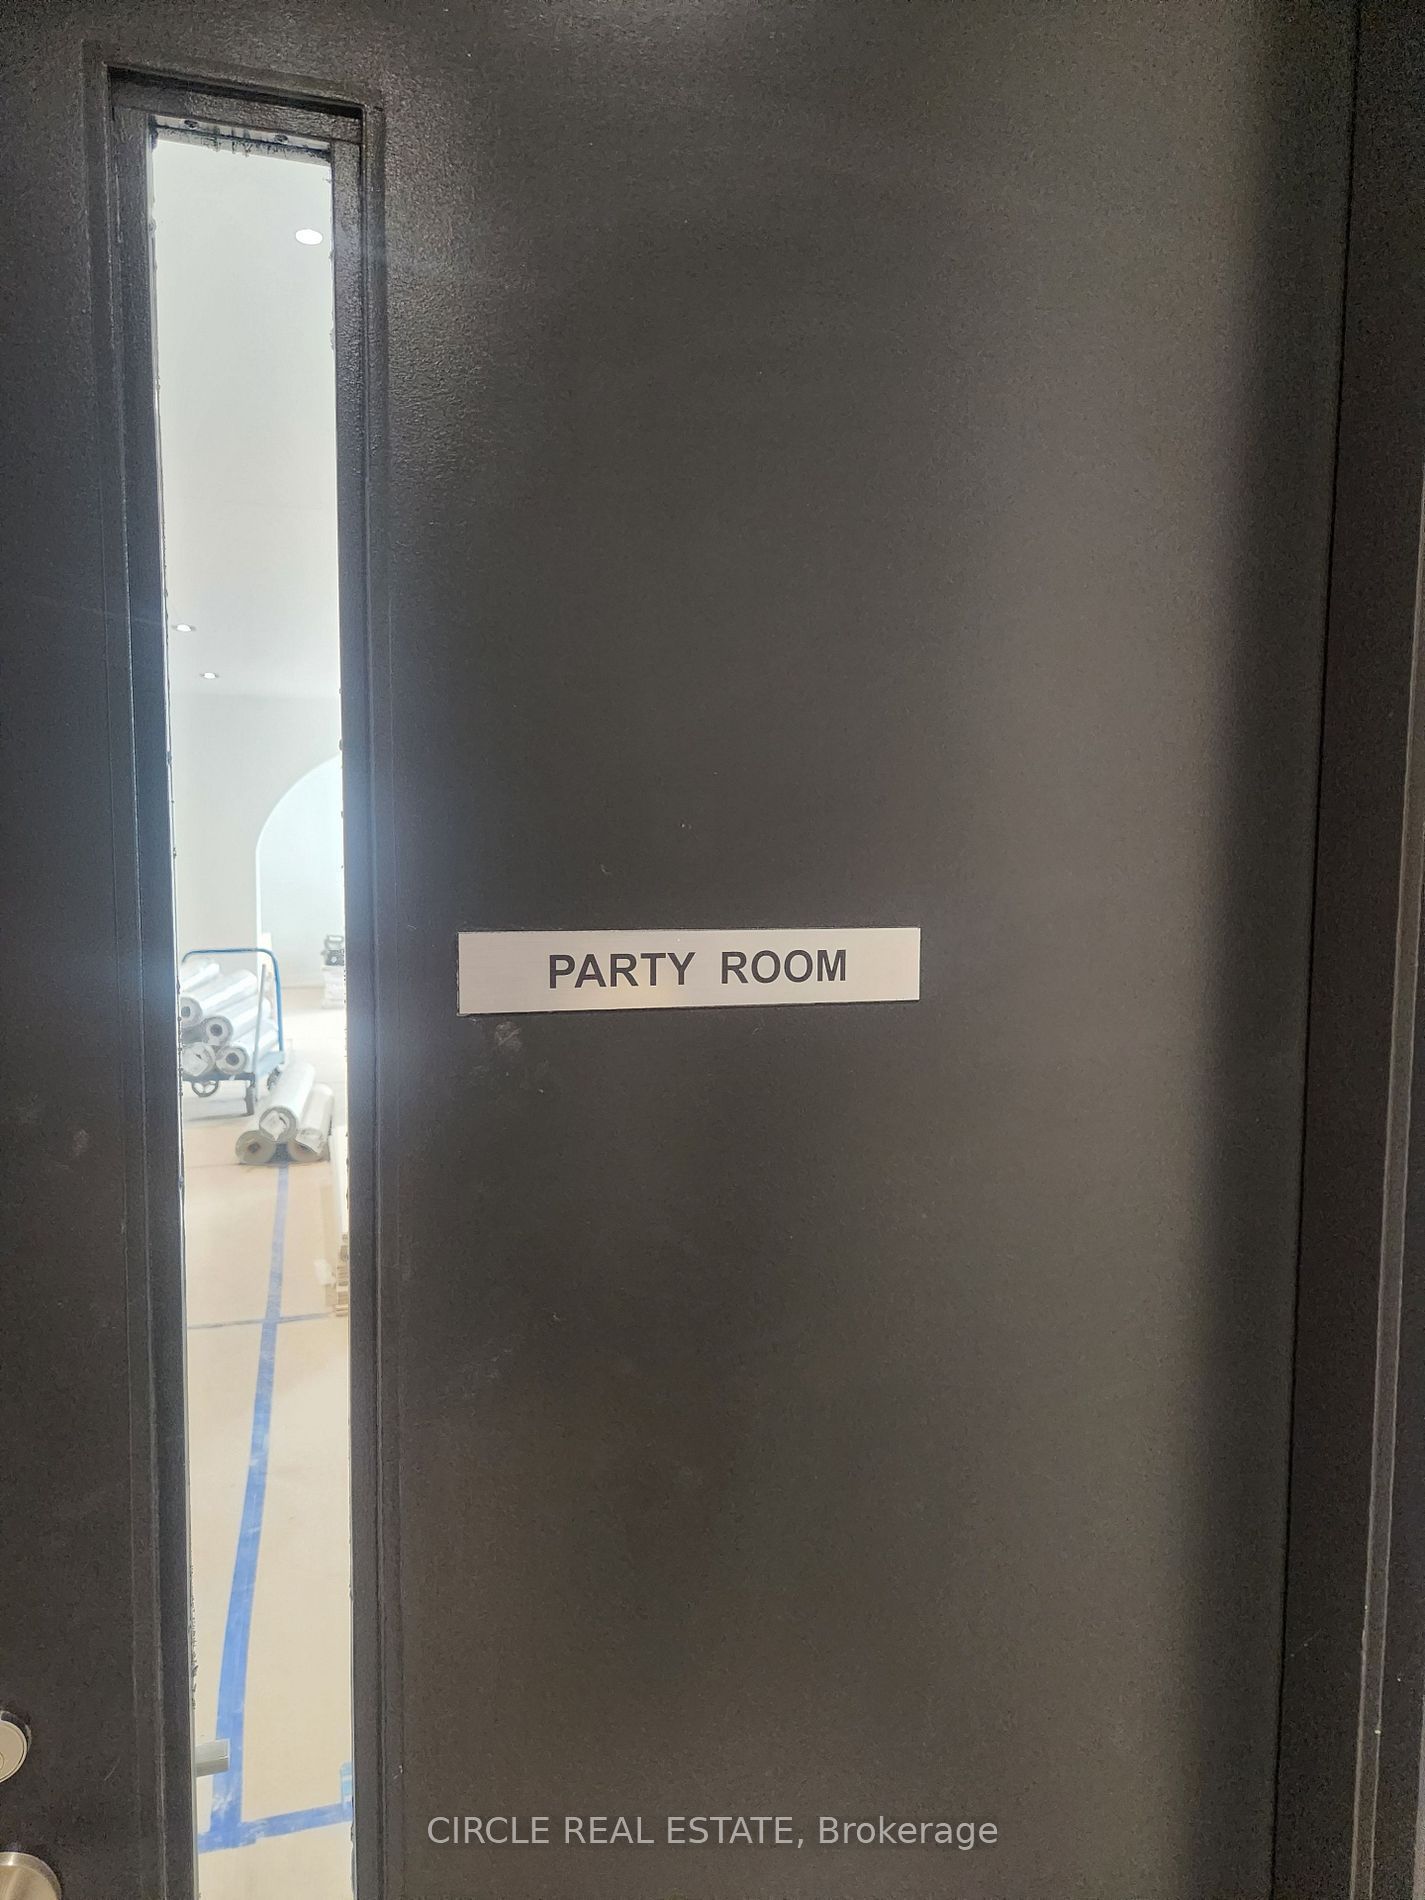 PARTY ROOM
CIRCLE REAL ESTATE, Brokerage